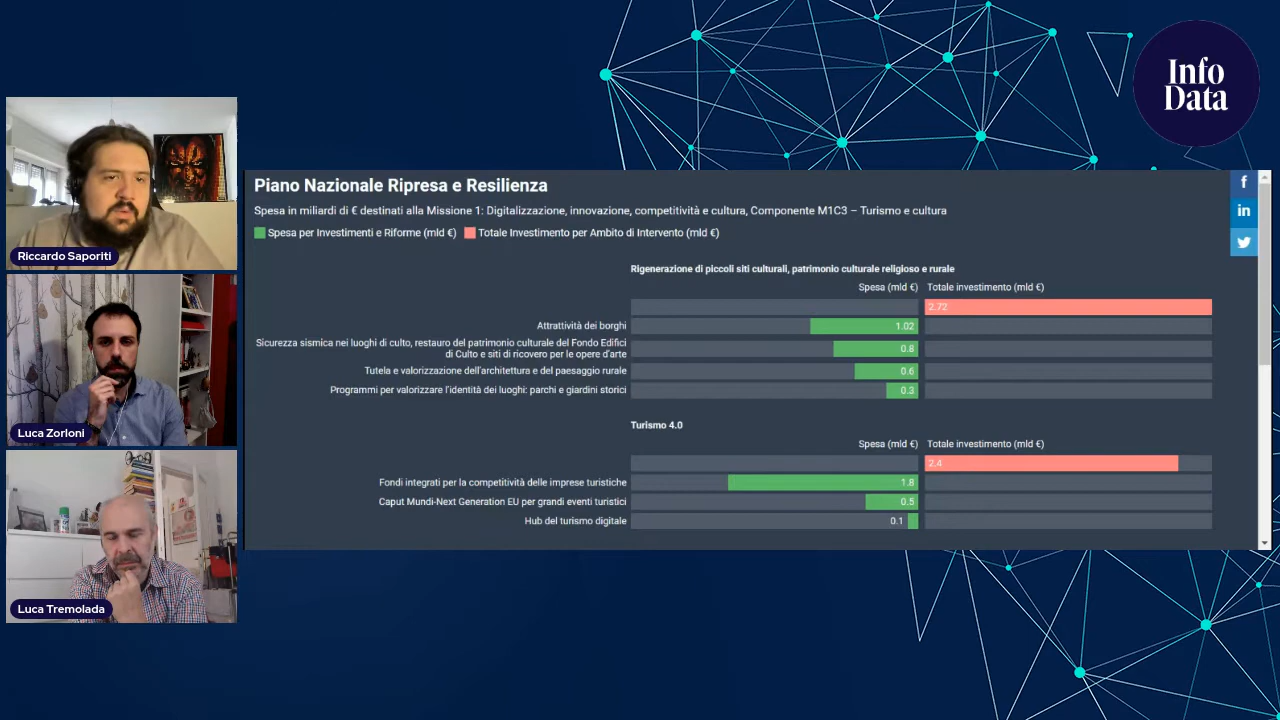 Info
Data
Riccardo Saporiti
Luca Zorloni
Luca Tremolada
Piano Nazionale Ripresa e Resilienza
Spesa in miliardi di € destinati alla Missione 1: Digitalizzazione, innovazione, competitività e cultura, Componente M1C3 – Turismo e cultura
Spesa per Investimenti e Riforme (mld €) Totale Investimento per Ambito di Intervento (mld €)
Rigenerazione di piccoli siti culturali, patrimonio culturale religioso e rurale
Spesa (mld €) Totale investimento (mld €)
2.72
Attrattività dei borghi 1.02
Sicurezza sismica nei luoghi di culto, restauro del patrimonio culturale del Fondo Edifici
di Culto e siti di ricovero per le opere d'arte 0.8
Tutela e valorizzazione dell'architettura e del paesaggio rurale 0.6
Programmi per valorizzare l'identità dei luoghi: parchi e giardini storici 0.3
Turismo 4.0
Spesa (mld €) Totale investimento (mld €)
2.4
Fondi integrati per la competitività delle imprese turistiche 1.8
Caput Mundi-Next Generation EU per grandi eventi turistici 0.5
Hub del turismo digitale 0.1
f
in